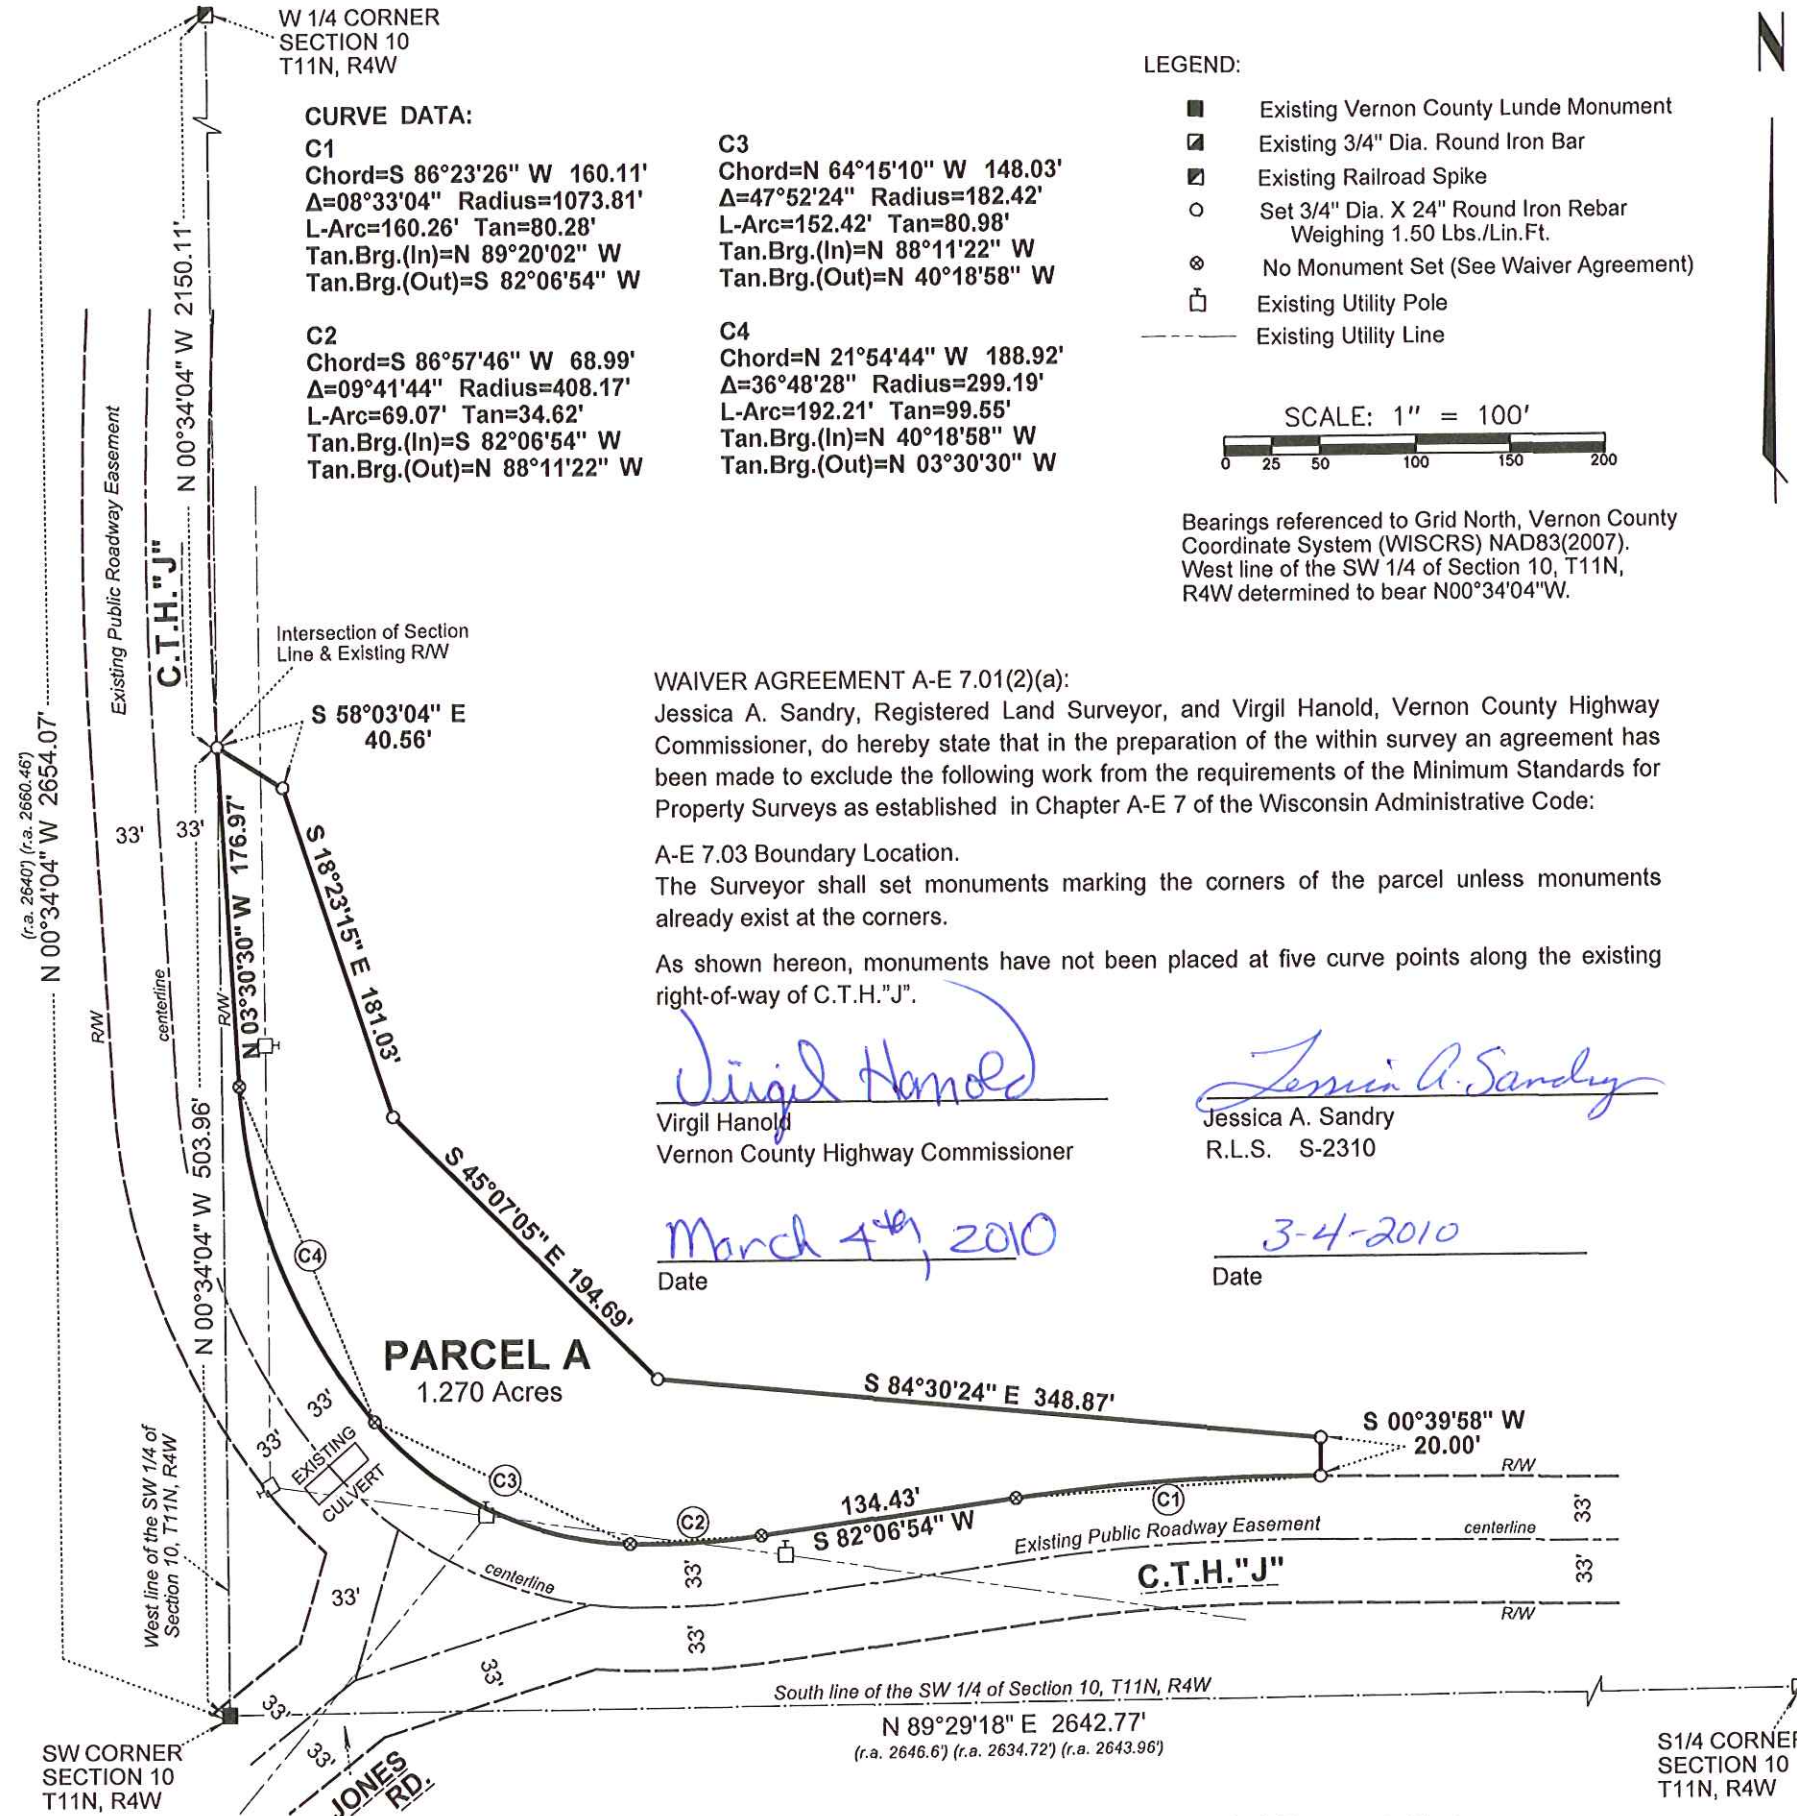 W 1/4 CORNER
SECTION 10
T11N, R4W
CURVE DATA:
C1
Chord=S 86°23'26" W 160.11'
Δ=08°33'04" Radius=1073.81'
L-Arc=160.26' Tan=80.28'
Tan.Brg.(In)=N 89°20'02" W
Tan.Brg.(Out)=S 82°06'54" W
C2
Chord=S 86°57'46" W 68.99'
Δ=09°41'44" Radius=408.17'
L-Arc=69.07' Tan=34.62'
Tan.Brg.(In)=S 82°06'54" W
Tan.Brg.(Out)=N 88°11'22" W
C3
Chord=N 64°15'10" W 148.03'
Δ=47°52'24" Radius=182.42'
L-Arc=152.42' Tan=80.98'
Tan.Brg.(In)=N 88°11'22" W
Tan.Brg.(Out)=N 40°18'58" W
C4
Chord=N 21°54'44" W 188.92'
Δ=36°48'28" Radius=299.19'
L-Arc=192.21' Tan=99.55'
Tan.Brg.(In)=N 40°18'58" W
Tan.Brg.(Out)=N 03°30'30" W
LEGEND:
Existing Vernon County Lunde Monument
Existing 3/4" Dia. Round Iron Bar
Existing Railroad Spike
Set 3/4" Dia. X 24" Round Iron Rebar
Weighing 1.50 Lbs./Lin.Ft.
No Monument Set (See Waiver Agreement)
Existing Utility Pole
Existing Utility Line
N
SCALE: 1" = 100'
0 25 50 100 150 200
Bearings referenced to Grid North, Vernon County
Coordinate System (WISCRS) NAD83(2007).
West line of the SW 1/4 of Section 10, T11N,
R4W determined to bear N00°34'04"W.
WAIVER AGREEMENT A-E 7.01(2)(a):
Jessica A. Sandry, Registered Land Surveyor, and Virgil Hanold, Vernon County Highway
Commissioner, do hereby state that in the preparation of the within survey an agreement has
been made to exclude the following work from the requirements of the Minimum Standards for
Property Surveys as established in Chapter A-E 7 of the Wisconsin Administrative Code:
A-E 7.03 Boundary Location.
The Surveyor shall set monuments marking the corners of the parcel unless monuments
already exist at the corners.
As shown hereon, monuments have not been placed at five curve points along the existing
right-of-way of C.T.H."J".
Virgil Hanold
Virgil Hanold
Vernon County Highway Commissioner
March 4th, 2010
Date
Jessica A. Sandry
Jessica A. Sandry
R.L.S. S-2310
3-4-2010
Date
N 00°34'04" W 2150.11'
Existing Public Roadway Easement
C.T.H."J"
Intersection of Section
Line & Existing R/W
S 58°03'04" E
40.56'
(r.a. 2640') (r.a. 2660.46')
N 00°34'04" W 2654.07'
33'
33'
N 03°30'30" W 176.97'
S 18°23'15" E 181.03'
R/W
centerline
R/W
N 00°34'04" W 503.96'
S 45°07'05" E 194.69'
C4
PARCEL A
1.270 Acres
S 84°30'24" E 348.87'
S 00°39'58" W
20.00'
33'
33'
EXISTING
CULVERT
C3
C2
134.43'
S 82°06'54" W
C1
R/W
33'
Existing Public Roadway Easement
centerline
C.T.H."J"
33'
R/W
West line of the SW 1/4 of
Section 10, T11N, R4W
centerline
33'
33'
33'
33'
33'
33'
South line of the SW 1/4 of Section 10, T11N, R4W
N 89°29'18" E 2642.77'
(r.a. 2646.6') (r.a. 2634.72') (r.a. 2643.96')
JONES
RD.
SW CORNER
SECTION 10
T11N, R4W
S1/4 CORNER
SECTION 10
T11N, R4W